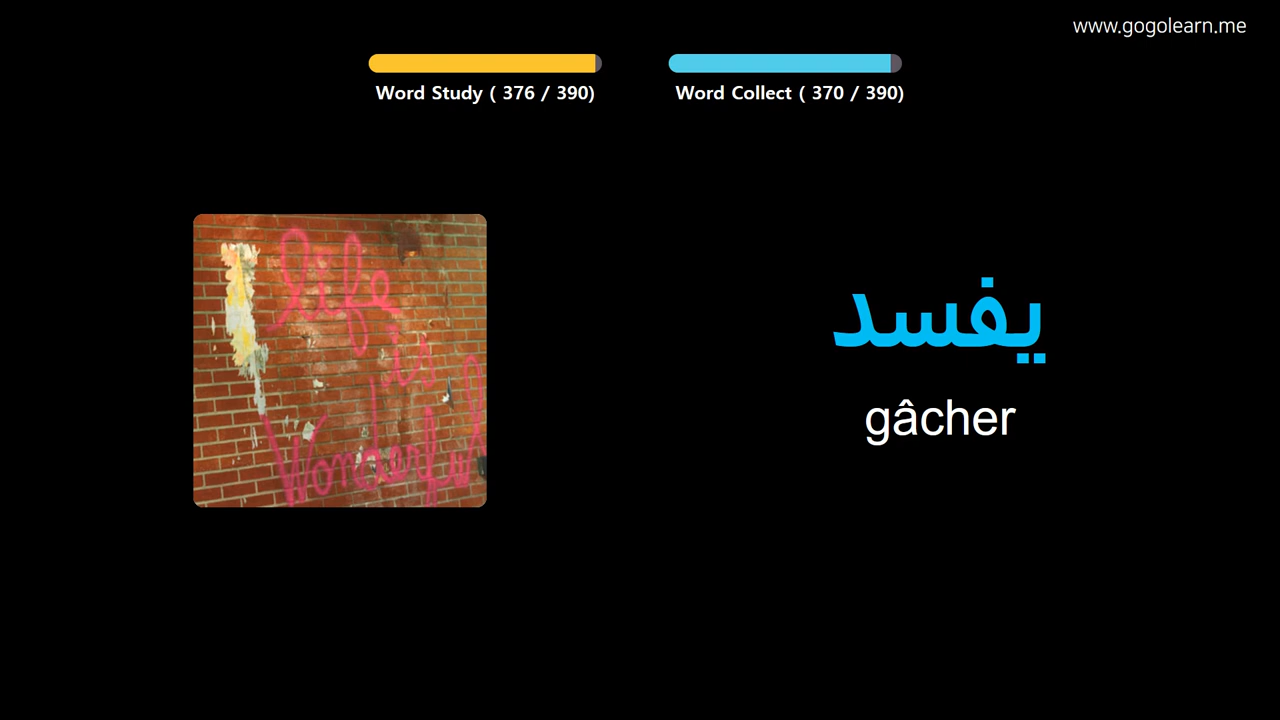 www.gogolearn.me
Word Study ( 376 / 390)
Word Collect ( 370 / 390)
life
is
Wonderful
يفسد
gâcher